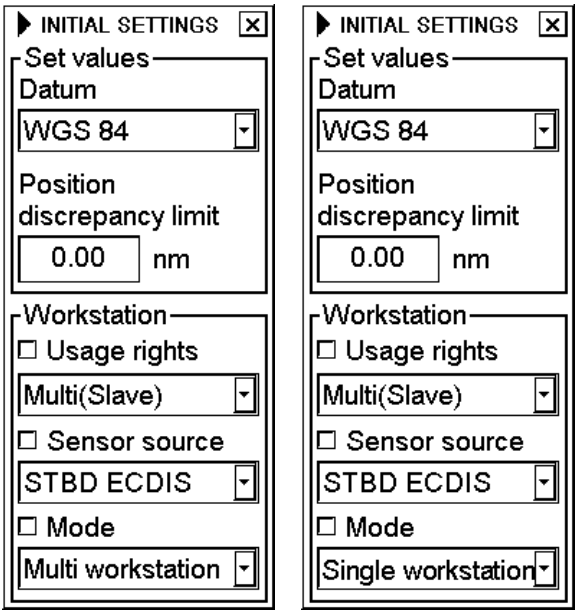 INITIAL SETTINGS
Set values
Datum
WGS 84
Position
discrepancy limit
0.00 nm
Workstation
Usage rights
Multi(Slave)
Sensor source
STBD ECDIS
Mode
Multi workstation
INITIAL SETTINGS
Set values
Datum
WGS 84
Position
discrepancy limit
0.00 nm
Workstation
Usage rights
Multi(Slave)
Sensor source
STBD ECDIS
Mode
Single workstation